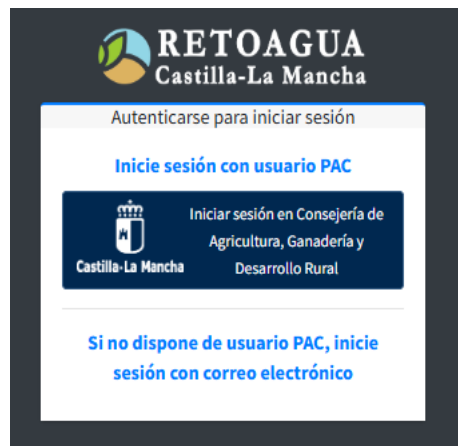 RETOAGUA
Castilla-La Mancha
Autenticarse para iniciar sesión
Inicie sesión con usuario PAC
Castilla-La Mancha
Iniciar sesión en Consejería de
Agricultura, Ganadería y
Desarrollo Rural
Si no dispone de usuario PAC, inicie
sesión con correo electrónico